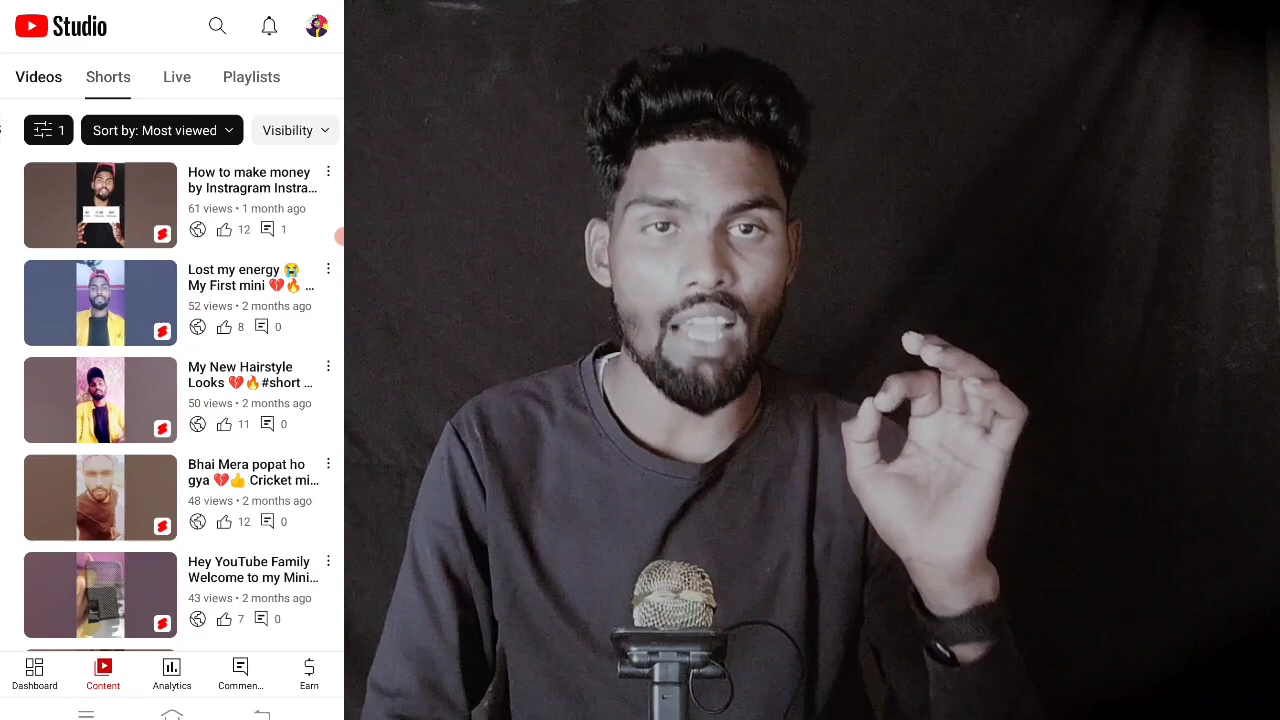 Studio
Videos Shorts Live Playlists
1 Sort by: Most viewed Visibility
How to make money
by Instragram Instra...
61 views • 1 month ago
12 1
Lost my energy 😭
My First mini 💔🔥 ...
52 views • 2 months ago
8 0
My New Hairstyle
Looks 💔🔥#short ...
50 views • 2 months ago
11 0
Bhai Mera popat ho
gya 💔👍 Cricket mi...
48 views • 2 months ago
12 0
Hey YouTube Family
Welcome to my Mini...
43 views • 2 months ago
7 0
Dashboard Content Analytics Commen... Earn